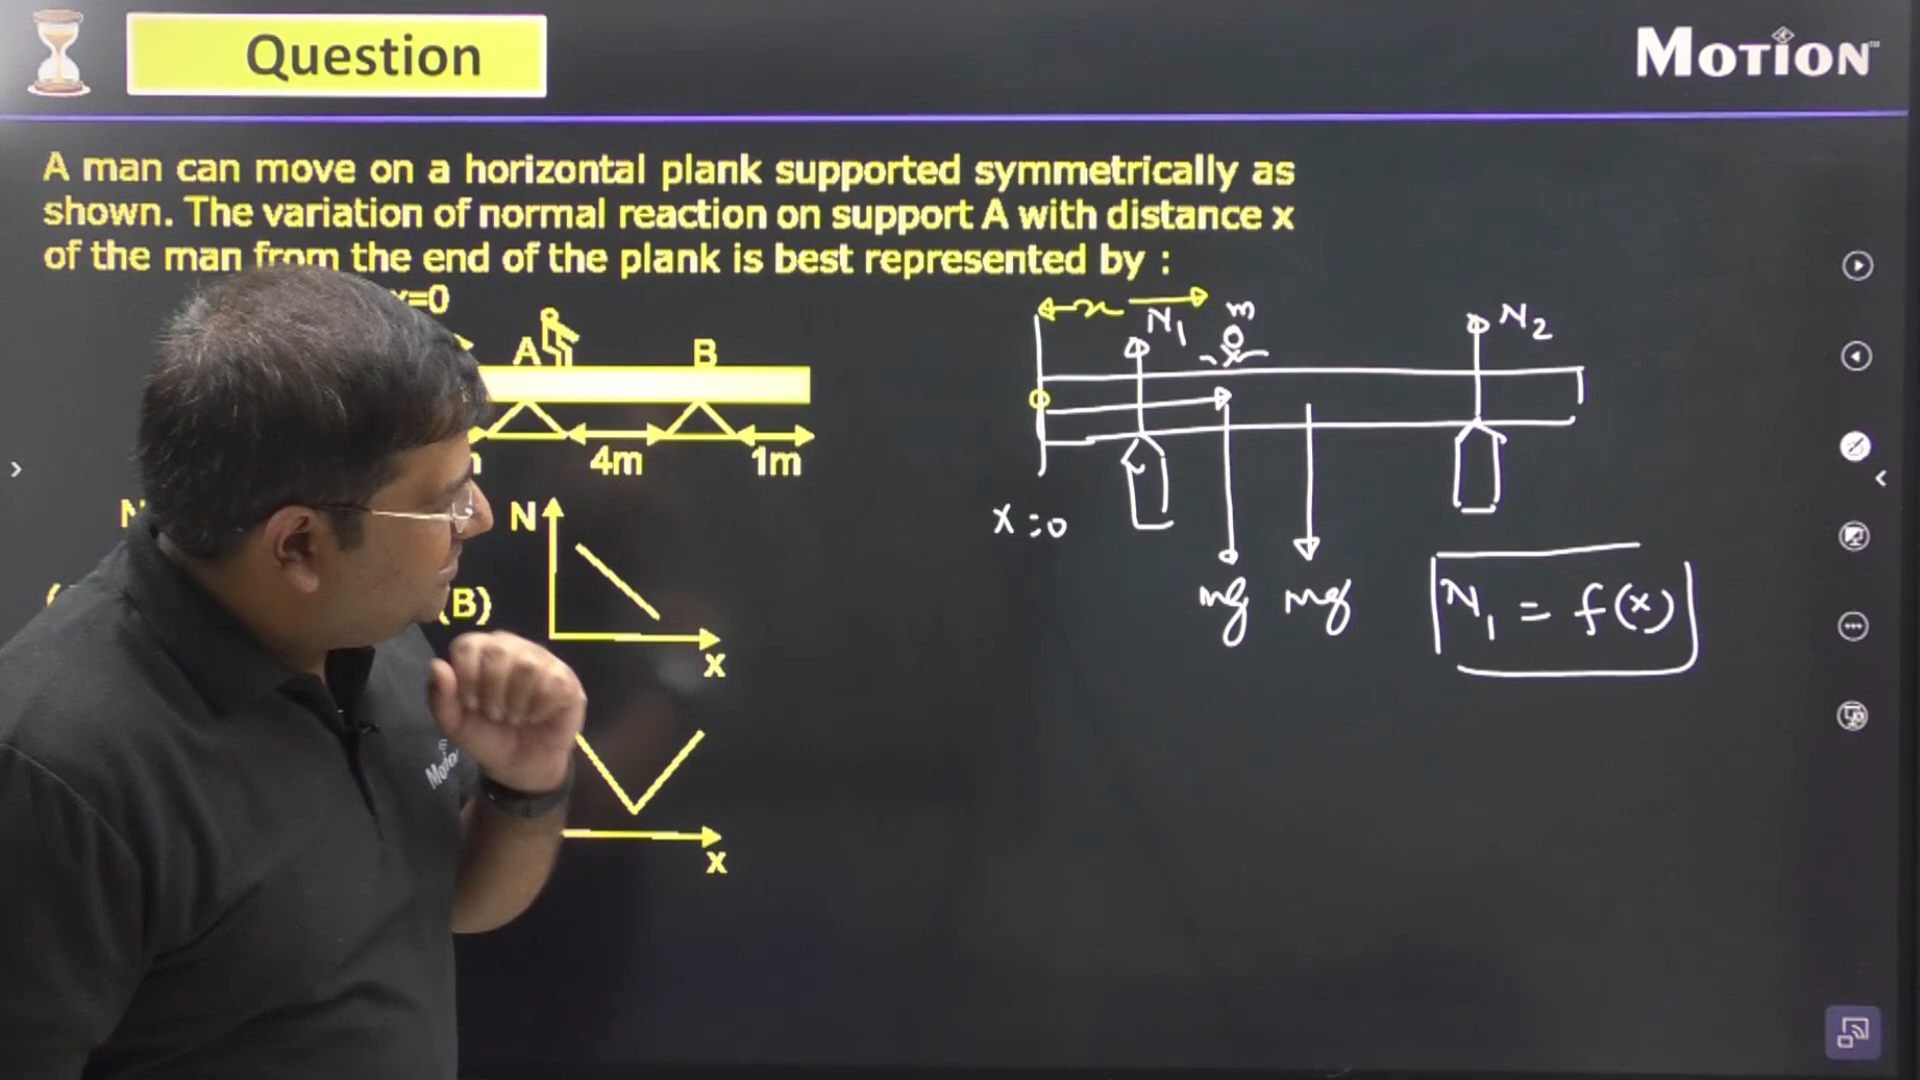 Question
MOTION
A man can move on a horizontal plank supported symmetrically as
shown. The variation of normal reaction on support A with distance x
of the man from the end of the plank is best represented by :
x=0
A
B
4m
1m
x
N1
m
N2
x=0
mg
mg
N1 = f(x)
N
N
(B)
x
Motion
x